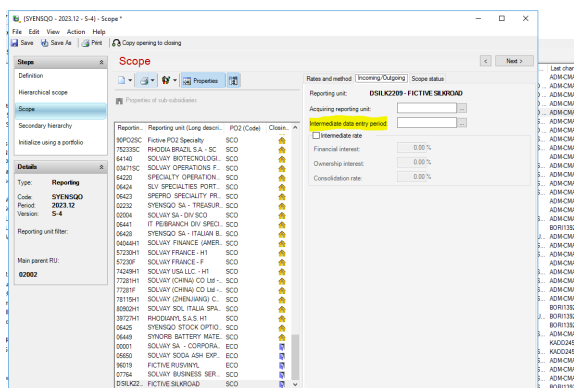 (SYENSQO - 2023.12 - S-4) - Scope *
File Edit View Action Help
Save Save As Print Copy opening to closing
Steps
Definition
Hierarchical scope
Scope
Secondary hierarchy
Initialize using a portfolio
Details
Type: Reporting
Code: SYENSQO
Period: 2023.12
Version: S-4
Reporting unit filter:
Main parent RU:
02002
Scope
< Next >
Properties
Properties of sub-subsidiaries
Reportin.. Reporting unit (Long descri... PO2 (Code) Closin..
90PO2SC Fictive PO2 Specialty SCO
75233SC RHODIA BRAZIL S.A - SC SCO
64140 SOLVAY BIOTECHNOLOGI... SCO
03471SC SOLVAY OPERATIONS F... SCO
64220 SPECIALTY OPERATION... SCO
06424 SLV SPECIALTIES PORT... SCO
06423 SPEPRO SPECIALITY PR... SCO
02232 SYENSQO SA - TREASUR... SCO
02004 SOLVAY SA - DIV SCO SCO
06441 IT PE/BRANCH DIV SPECI... SCO
06428 SYENSQO SA - ITALIAN B... SCO
04044H1 SOLVAY FINANCE (AMER... SCO
57230H1 SOLVAY FRANCE - H1 SCO
57230F SOLVAY FRANCE - F SCO
74249H1 SOLVAY USA LLC. - H1 SCO
77281H1 SOLVAY (CHINA) CO Ltd -... SCO
77281F SOLVAY (CHINA) CO Ltd -... SCO
78115H1 SOLVAY (ZHENJIANG) C... SCO
80902H1 SOLVAY SOL ITALIA SPA... SCO
39727H1 RHODIANYL S.A.S. H1 SCO
06425 SYENSQO STOCK OPTIO... SCO
06449 SYNORB BATTERY MATE... SCO
00001 SOLVAY SA - CORPORA... ECO
05650 SOLVAY SODA ASH EXP... ECO
96019 FICTIVE RUSVINYL ECO
07764 SOLVAY BUSINESS SER... SCO
DSILK22... FICTIVE SILKROAD SCO
Rates and method Incoming/Outgoing Scope status
Reporting unit: DSILK2209 - FICTIVE SILKROAD
Acquiring reporting unit: ...
Intermediate data entry period: ...
Intermediate rate
Financial interest: 0.00 %
Ownership interest: 0.00 %
Consolidation rate: 0.00 %
Last char